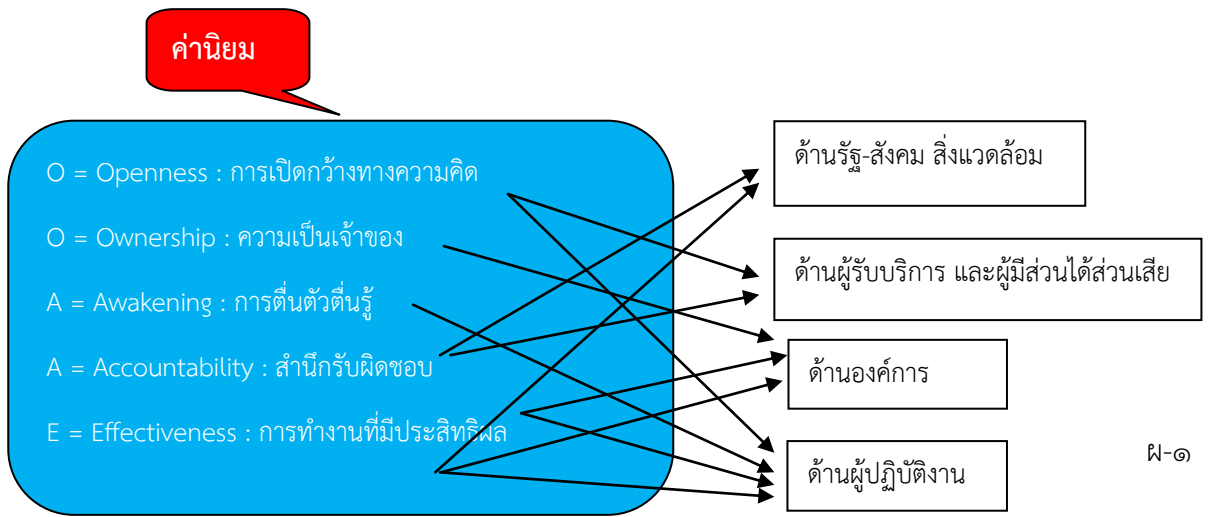 ค่านิยม
O = Openness : การเปิดกว้างทางความคิด
O = Ownership : ความเป็นเจ้าของ
A = Awakening : การตื่นตัวตื่นรู้
A = Accountability : สำนึกรับผิดชอบ
E = Effectiveness : การทำงานที่มีประสิทธิผล
ด้านรัฐ-สังคม สิ่งแวดล้อม
ด้านผู้รับบริการ และผู้มีส่วนได้ส่วนเสีย
ด้านองค์การ
ด้านผู้ปฏิบัติงาน
ผ-๑